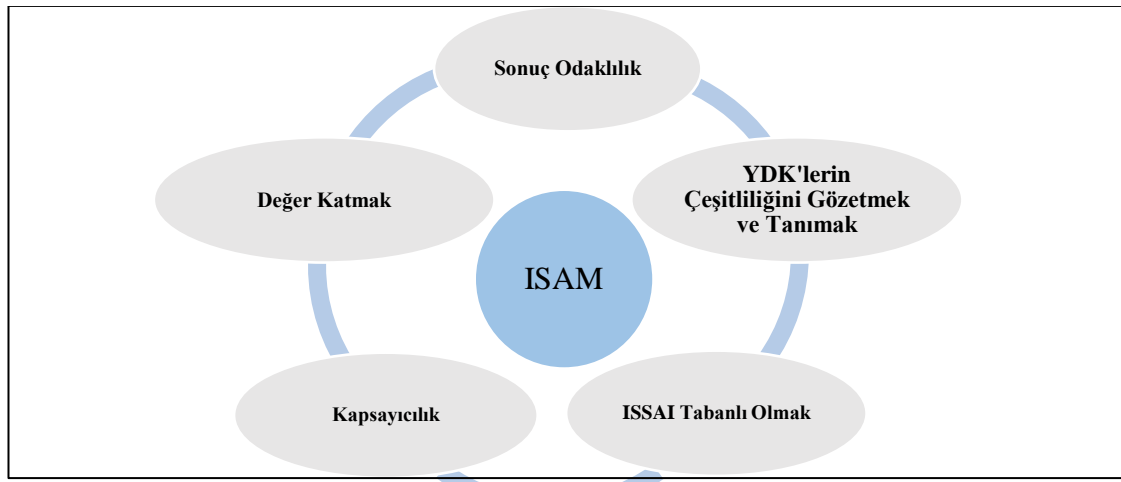 Sonuç Odaklılık
YDK'lerin
Çeşitliliğini Gözetmek
ve Tanımak
Değer Katmak
ISAM
Kapsayıcılık
ISSAI Tabanlı Olmak